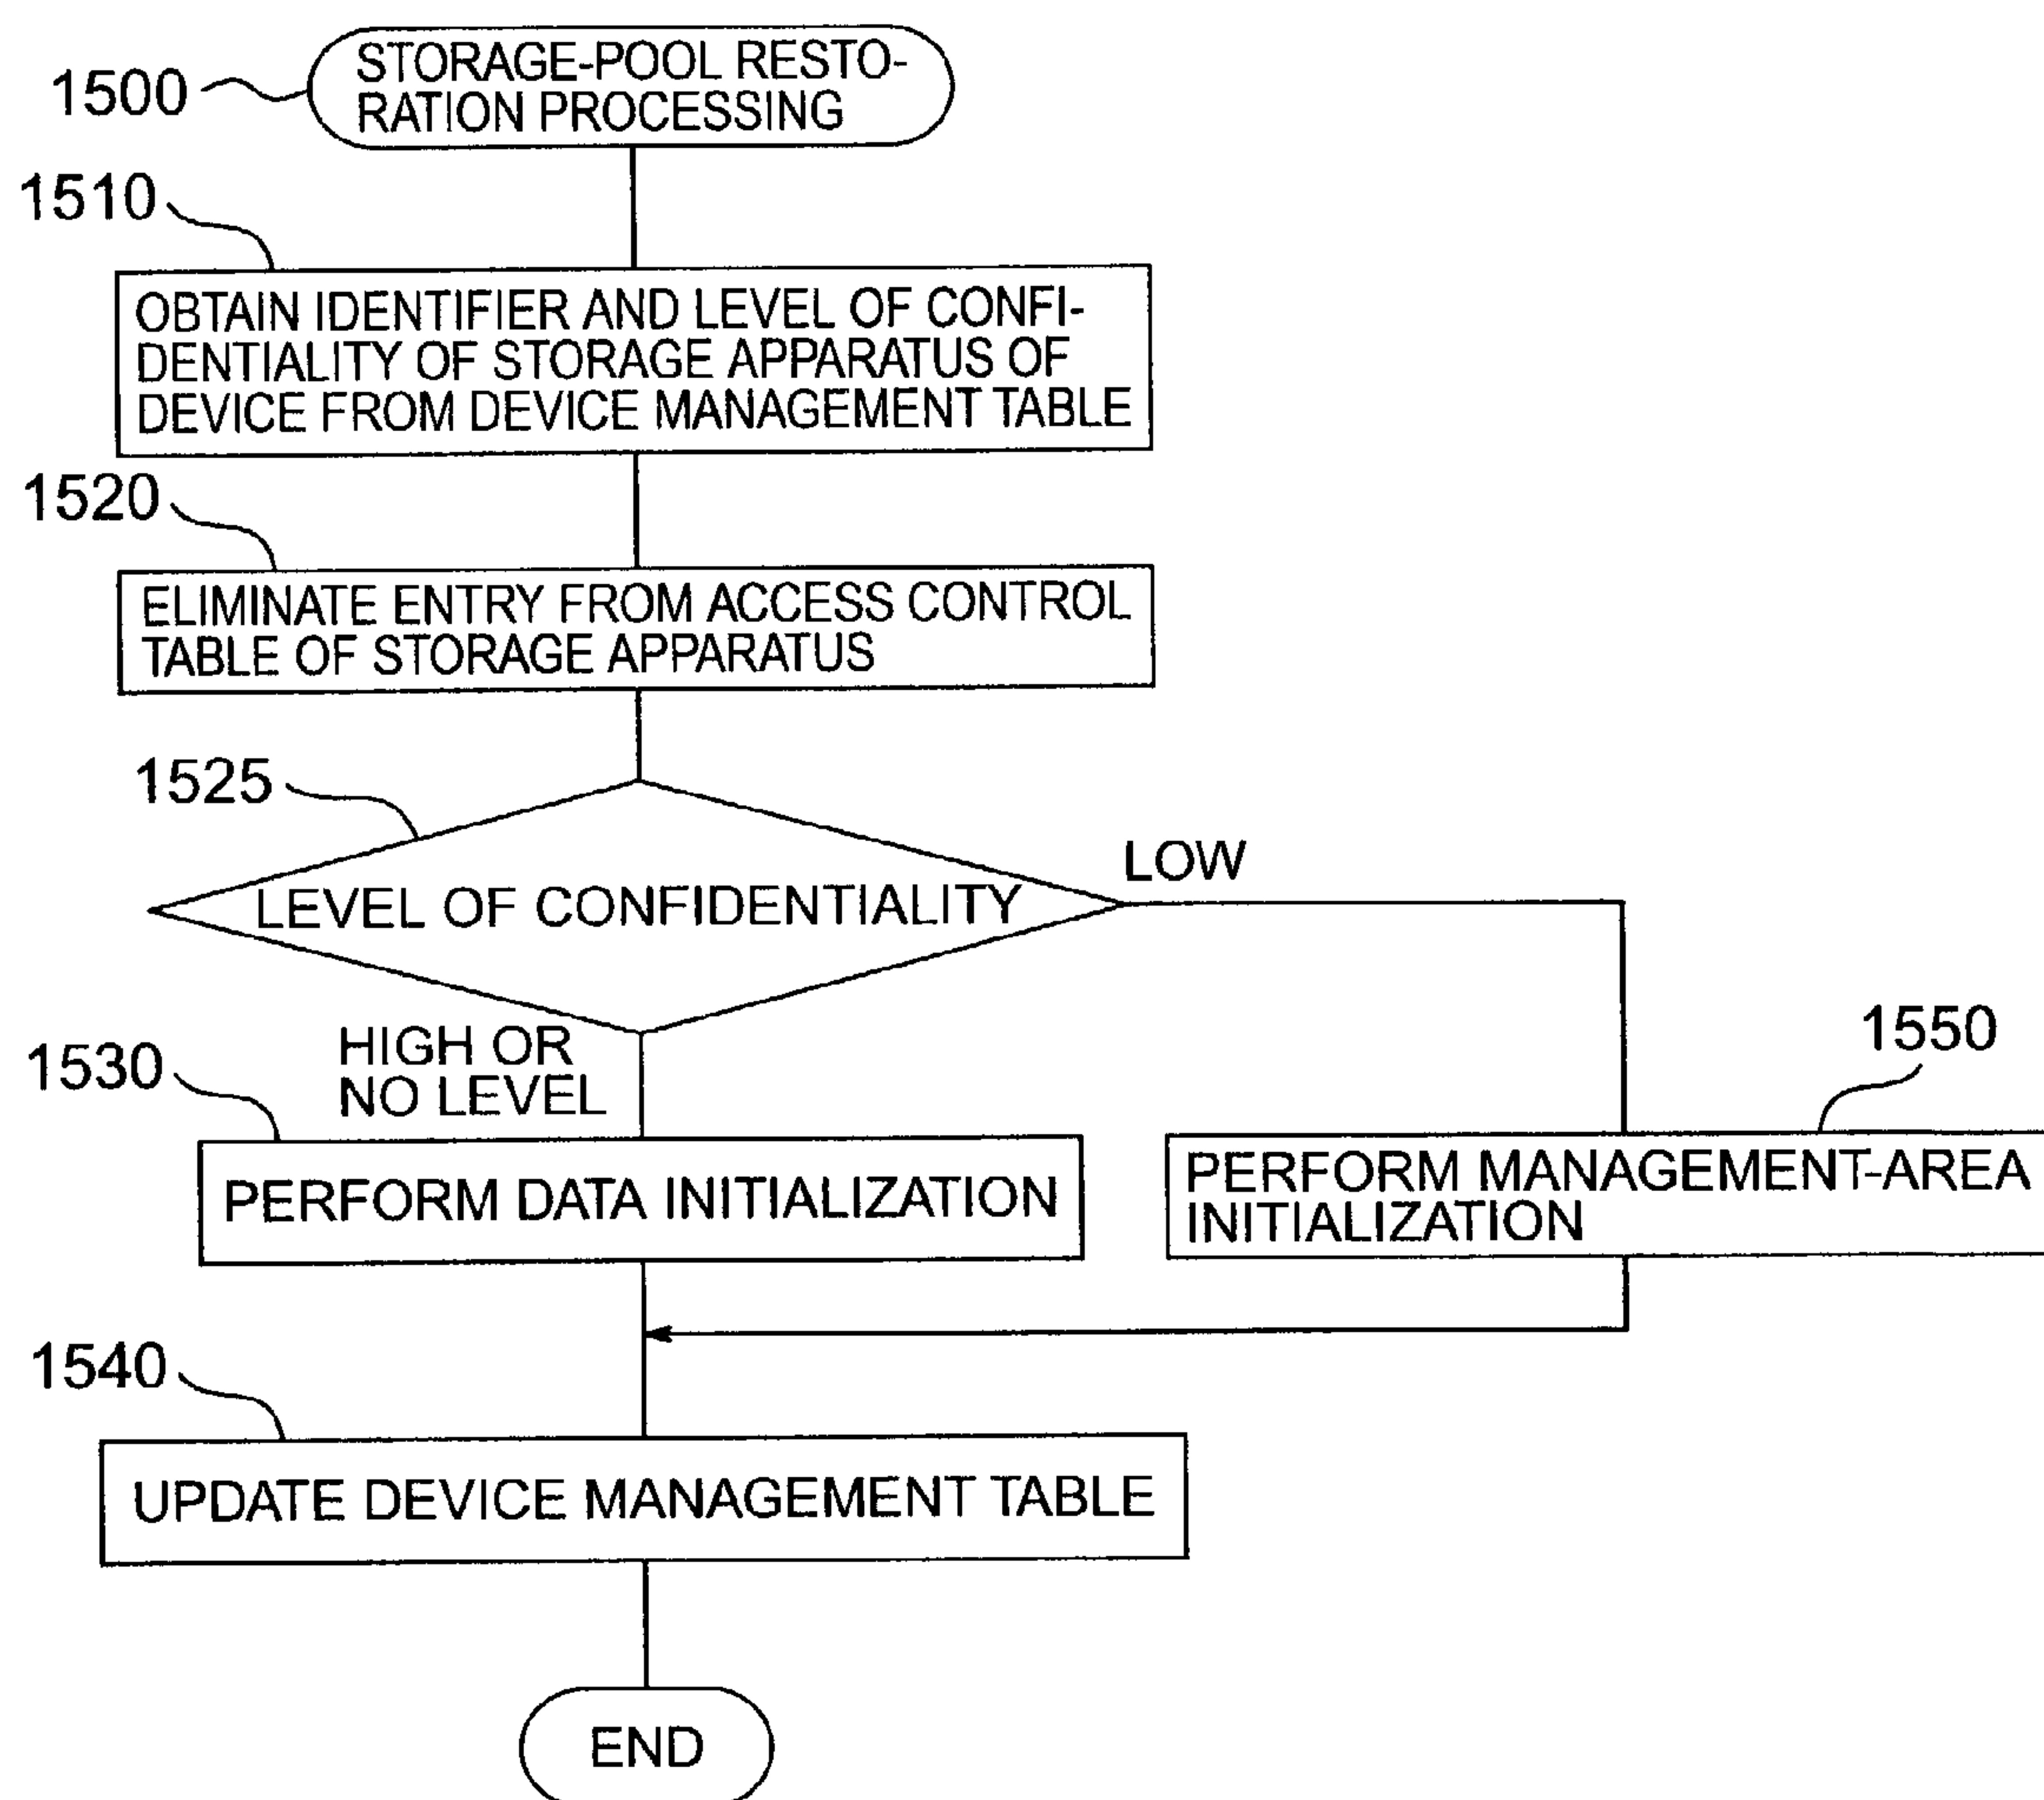 1500
STORAGE-POOL RESTO-
RATION PROCESSING
1510
OBTAIN IDENTIFIER AND LEVEL OF CONFI-
DENTIALITY OF STORAGE APPARATUS OF
DEVICE FROM DEVICE MANAGEMENT TABLE
1520
ELIMINATE ENTRY FROM ACCESS CONTROL
TABLE OF STORAGE APPARATUS
1525
LEVEL OF CONFIDENTIALITY
LOW
HIGH OR
NO LEVEL
1530
PERFORM DATA INITIALIZATION
1550
PERFORM MANAGEMENT-AREA
INITIALIZATION
1540
UPDATE DEVICE MANAGEMENT TABLE
END